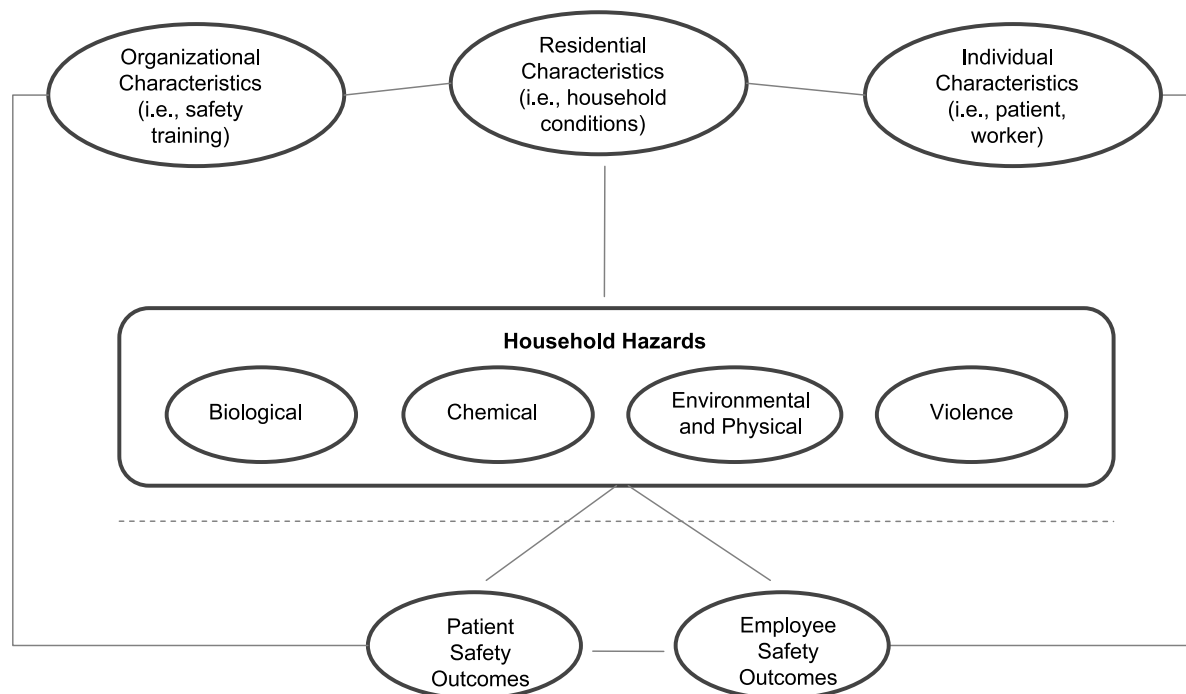 Organizational
Characteristics
(i.e., safety
training)
Residential
Characteristics
(i.e., household
conditions)
Individual
Characteristics
(i.e., patient,
worker)
Household Hazards
Biological
Chemical
Environmental
and Physical
Violence
Patient
Safety
Outcomes
Employee
Safety
Outcomes